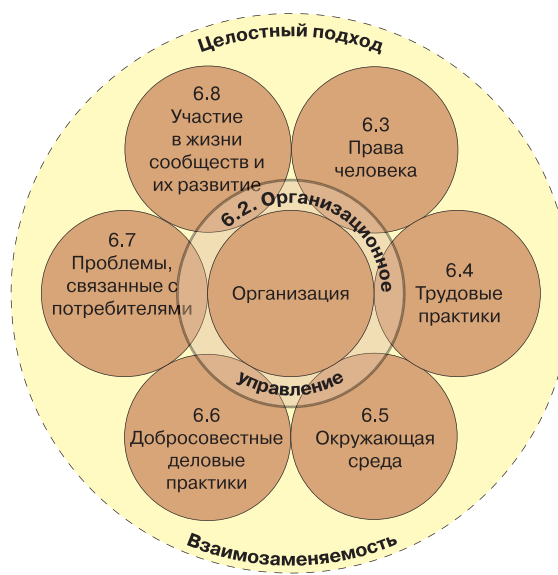 Целостный подход
6.8
Участие
в жизни
сообществ и
их развитие
6.3
Права
человека
6.2. Организационное
управление
6.7
Проблемы,
связанные с
потребителями
Организация
6.4
Трудовые
практики
6.6
Добросовестные
деловые
практики
6.5
Окружающая
среда
Взаимозаменяемость